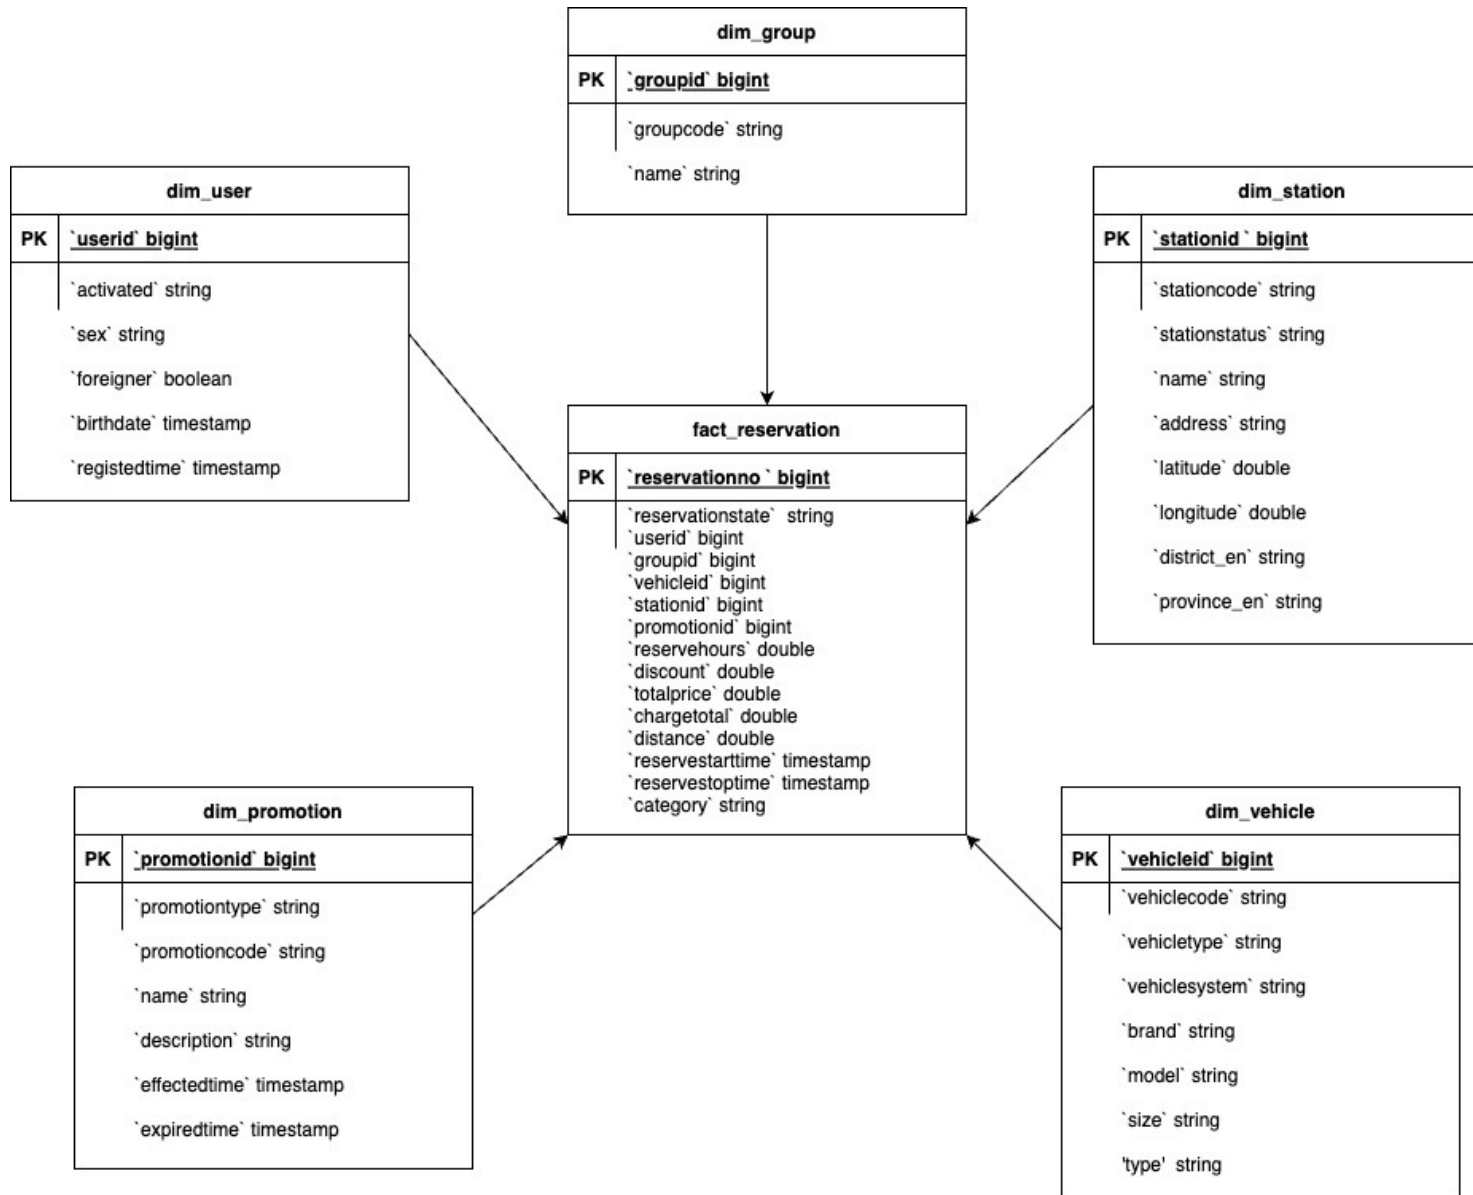 dim_group
PK `groupid` bigint
`groupcode` string
`name` string
dim_user
PK `userid` bigint
`activated` string
`sex` string
`foreigner` boolean
`birthdate` timestamp
`registedtime` timestamp
dim_station
PK `stationid ` bigint
`stationcode` string
`stationstatus` string
`name` string
`address` string
`latitude` double
`longitude` double
`district_en` string
`province_en` string
fact_reservation
PK `reservationno ` bigint
`reservationstate`  string
`userid` bigint
`groupid` bigint
`vehicleid` bigint
`stationid` bigint
`promotionid` bigint
`reservehours` double
`discount` double
`totalprice` double
`chargetotal` double
`distance` double
`reservestarttime` timestamp
`reservestoptime` timestamp
`category` string
dim_promotion
PK `promotionid` bigint
`promotiontype` string
`promotioncode` string
`name` string
`description` string
`effectedtime` timestamp
`expiredtime` timestamp
dim_vehicle
PK `vehicleid` bigint
`vehiclecode` string
`vehicletype` string
`vehiclesystem` string
`brand` string
`model` string
`size` string
'type'  string